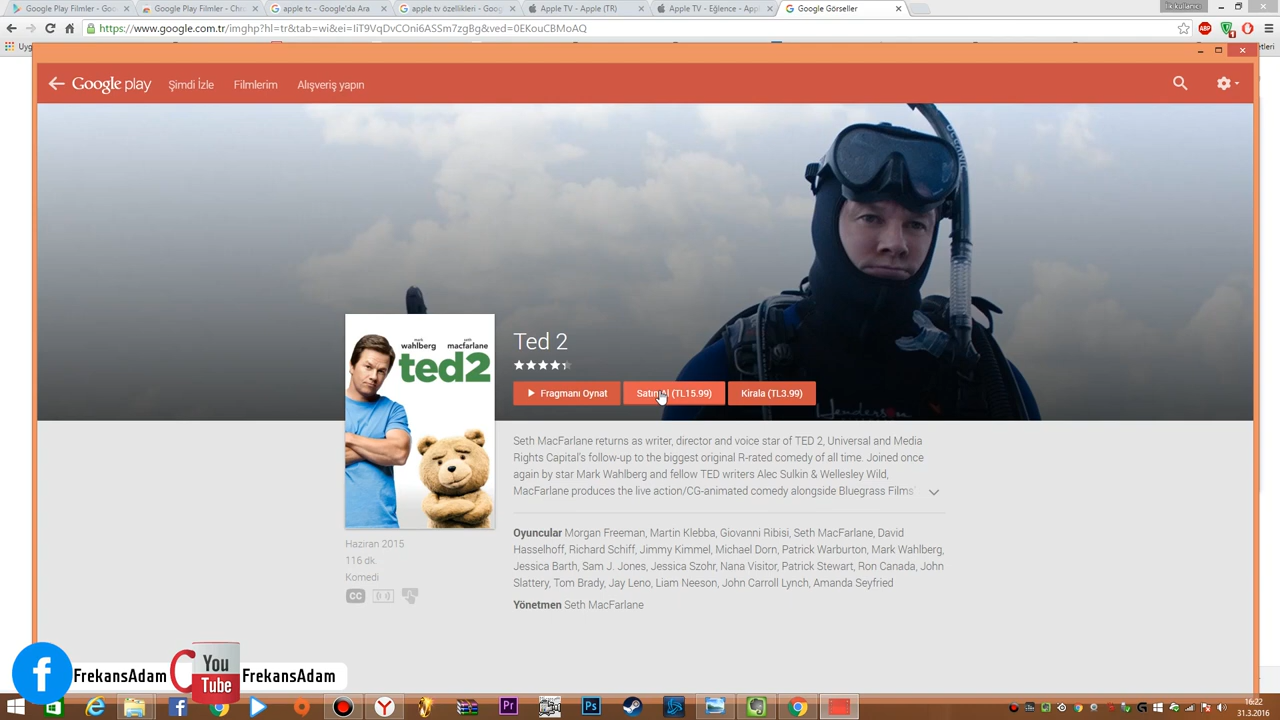 Google Play Filmler - Goo
Google Play Filmler - Chro
apple tc - Google'da Ara
apple tv özellikleri - Goog
Apple TV - Apple (TR)
Apple TV - Eğlence - Appl
Google Görseller
İlk kullanıcı
https://www.google.com.tr/imghp?hl=tr&tab=wi&ei=IiT9VqDvCOni6ASSm7zgBg&ved=0EKouCBMoAQ
Google play
Şimdi İzle
Filmlerim
Alışveriş yapın
mark wahlberg
seth macfarlane
ted2
Ted 2
Fragmanı Oynat
Satın Al (TL15.99)
Kirala (TL3.99)
Seth MacFarlane returns as writer, director and voice star of TED 2, Universal and Media
Rights Capital's follow-up to the biggest original R-rated comedy of all time. Joined once
again by star Mark Wahlberg and fellow TED writers Alec Sulkin & Wellesley Wild,
MacFarlane produces the live action/CG-animated comedy alongside Bluegrass Films'
Oyuncular Morgan Freeman, Martin Klebba, Giovanni Ribisi, Seth MacFarlane, David
Hasselhoff, Richard Schiff, Jimmy Kimmel, Michael Dorn, Patrick Warburton, Mark Wahlberg,
Jessica Barth, Sam J. Jones, Jessica Szohr, Nana Visitor, Patrick Stewart, Ron Canada, John
Slattery, Tom Brady, Jay Leno, Liam Neeson, John Carroll Lynch, Amanda Seyfried
Yönetmen Seth MacFarlane
Haziran 2015
116 dk.
Komedi
CC
FrekansAdam
You
Tube
FrekansAdam
Pr
Ps
16:22
31.3.2016